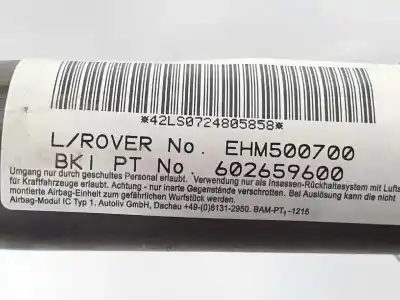 *42LS0724805858*
L/ROVER No. EHM500700
BKI PT No. 602659600
Umgang nur durch geschultes Personal erlaubt. Verwendung nur als Insassen-Rückhaltesystem mit Lufts
für Kraftfahrzeuge erlaubt. Achtung - nur an inerte Gegenstände verschrotten. Bei Auslösung kann die nicht
montierte Airbag-Einheit zum gefährlichen Wurfstück werden.
Airbag-Modul IC Typ 1. Autoliv GmbH, Dachau +49-(0)8131-2950. BAM-PT₁-1215